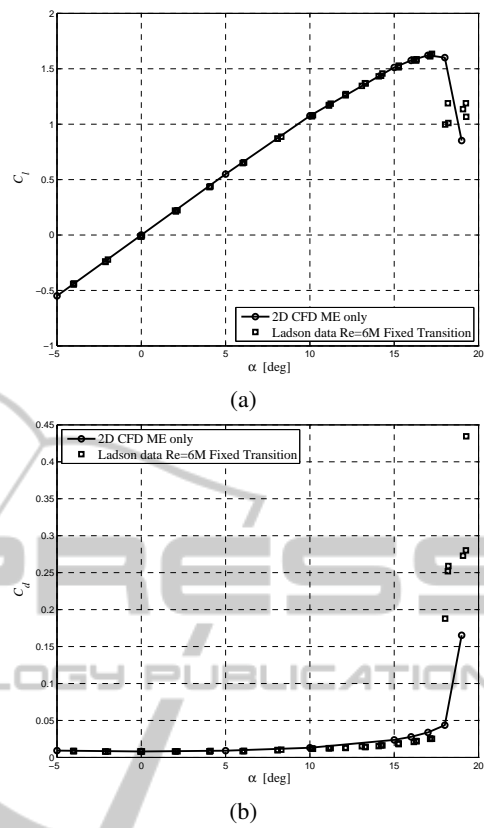 2
1.5
1
0.5
0
−0.5
−1
C_l
−5 0 5 10 15 20
α [deg]
2D CFD ME only
Ladson data Re=6M Fixed Transition
(a)
0.45
0.4
0.35
0.3
0.25
0.2
0.15
0.1
0.05
0
C_d
2D CFD ME only
Ladson data Re=6M Fixed Transition
PRESS
LOGY PUBLICATION
−5 0 5 10 15 20
α [deg]
(b)